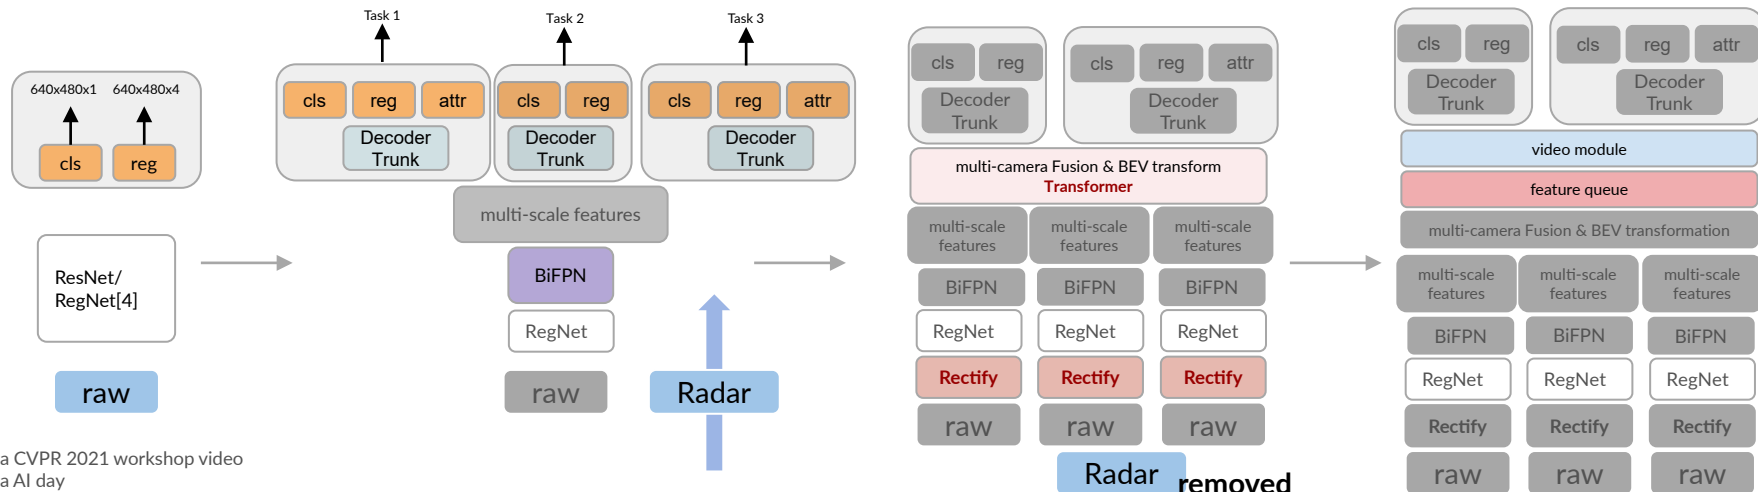 640x480x1 640x480x4
cls reg
ResNet/
RegNet[4]
raw
a CVPR 2021 workshop video
a AI day
Task 1 Task 2 Task 3
cls reg attr cls reg cls reg attr
Decoder
Trunk
Decoder
Trunk
Decoder
Trunk
multi-scale features
BiFPN
RegNet
raw
Radar
cls reg cls reg attr
Decoder
Trunk
Decoder
Trunk
multi-camera Fusion & BEV transform
Transformer
multi-scale
features
multi-scale
features
multi-scale
features
BiFPN BiFPN BiFPN
RegNet RegNet RegNet
Rectify Rectify Rectify
raw raw raw
Radar removed
cls reg cls reg attr
Decoder
Trunk
Decoder
Trunk
video module
feature queue
multi-camera Fusion & BEV transformation
multi-scale
features
multi-scale
features
multi-scale
features
BiFPN BiFPN BiFPN
RegNet RegNet RegNet
Rectify Rectify Rectify
raw raw raw